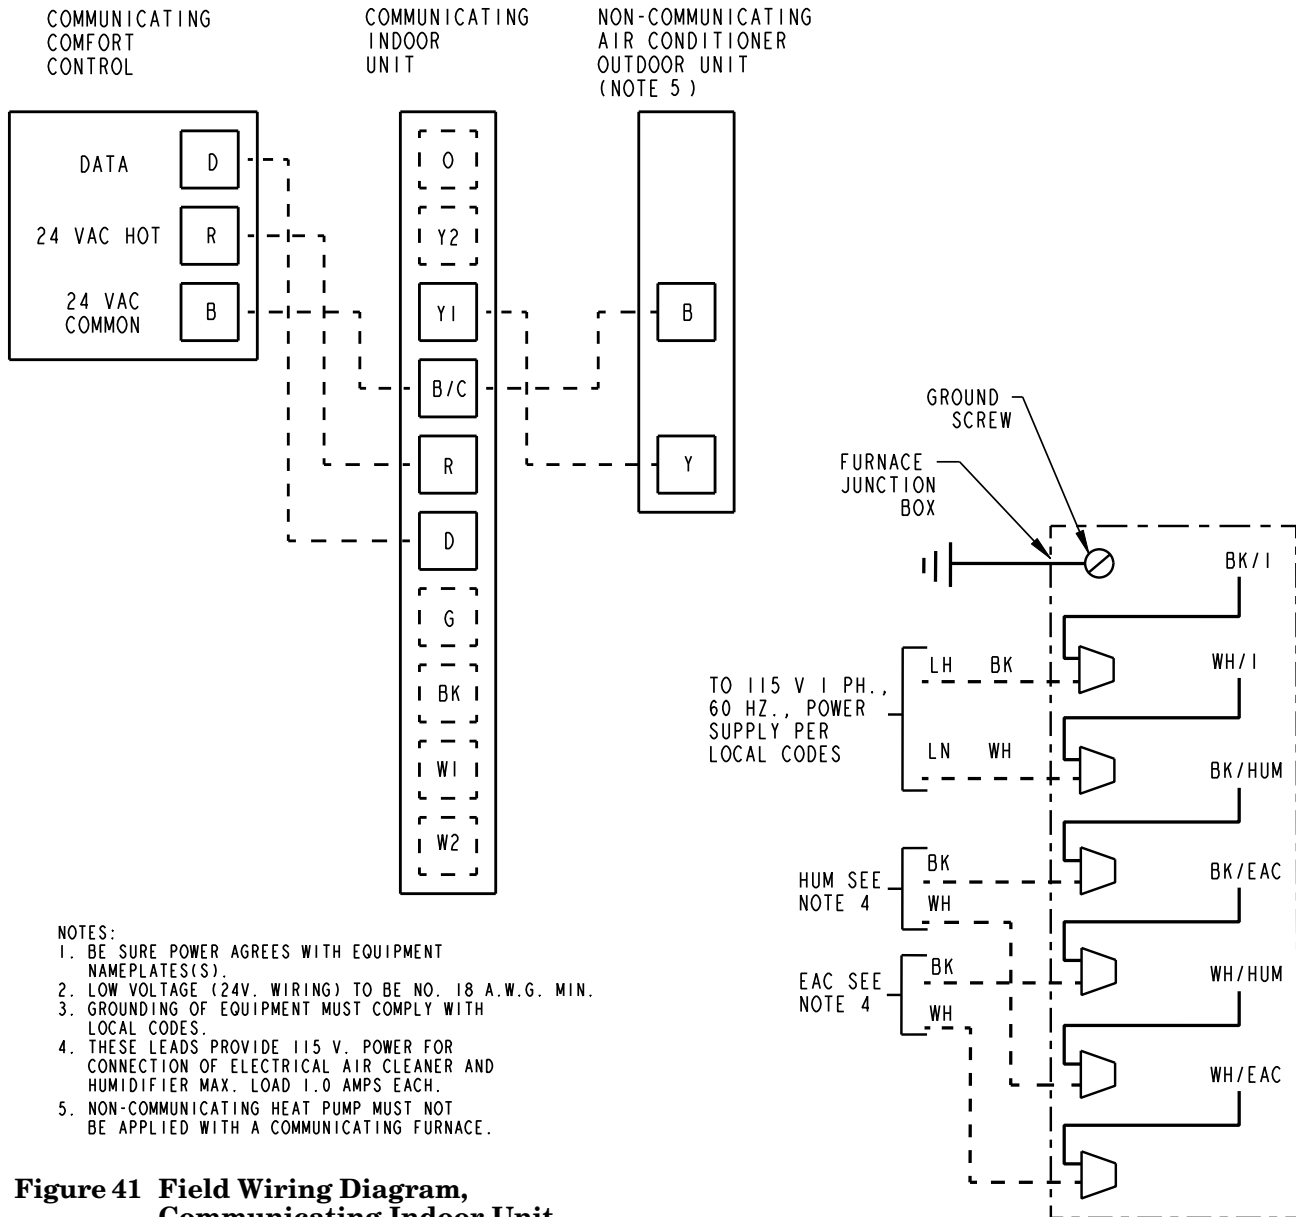 COMMUNICATING
COMFORT
CONTROL
COMMUNICATING
INDOOR
UNIT
NON-COMMUNICATING
AIR CONDITIONER
OUTDOOR UNIT
(NOTE 5)
DATA
D
24 VAC HOT
R
24 VAC
COMMON
B
O
Y2
Y1
B/C
R
D
G
BK
W1
W2
B
Y
GROUND
SCREW
FURNACE
JUNCTION
BOX
BK/1
WH/1
BK/HUM
BK/EAC
WH/HUM
WH/EAC
TO 115 V 1 PH.,
60 HZ., POWER
SUPPLY PER
LOCAL CODES
LH BK
LN WH
HUM SEE
NOTE 4
BK
WH
EAC SEE
NOTE 4
BK
WH
NOTES:
1. BE SURE POWER AGREES WITH EQUIPMENT
NAMEPLATES(S).
2. LOW VOLTAGE (24V. WIRING) TO BE NO. 18 A.W.G. MIN.
3. GROUNDING OF EQUIPMENT MUST COMPLY WITH
LOCAL CODES.
4. THESE LEADS PROVIDE 115 V. POWER FOR
CONNECTION OF ELECTRICAL AIR CLEANER AND
HUMIDIFIER MAX. LOAD 1.0 AMPS EACH.
5. NON-COMMUNICATING HEAT PUMP MUST NOT
BE APPLIED WITH A COMMUNICATING FURNACE.
Figure 41 Field Wiring Diagram,
Communicating Indoor Unit